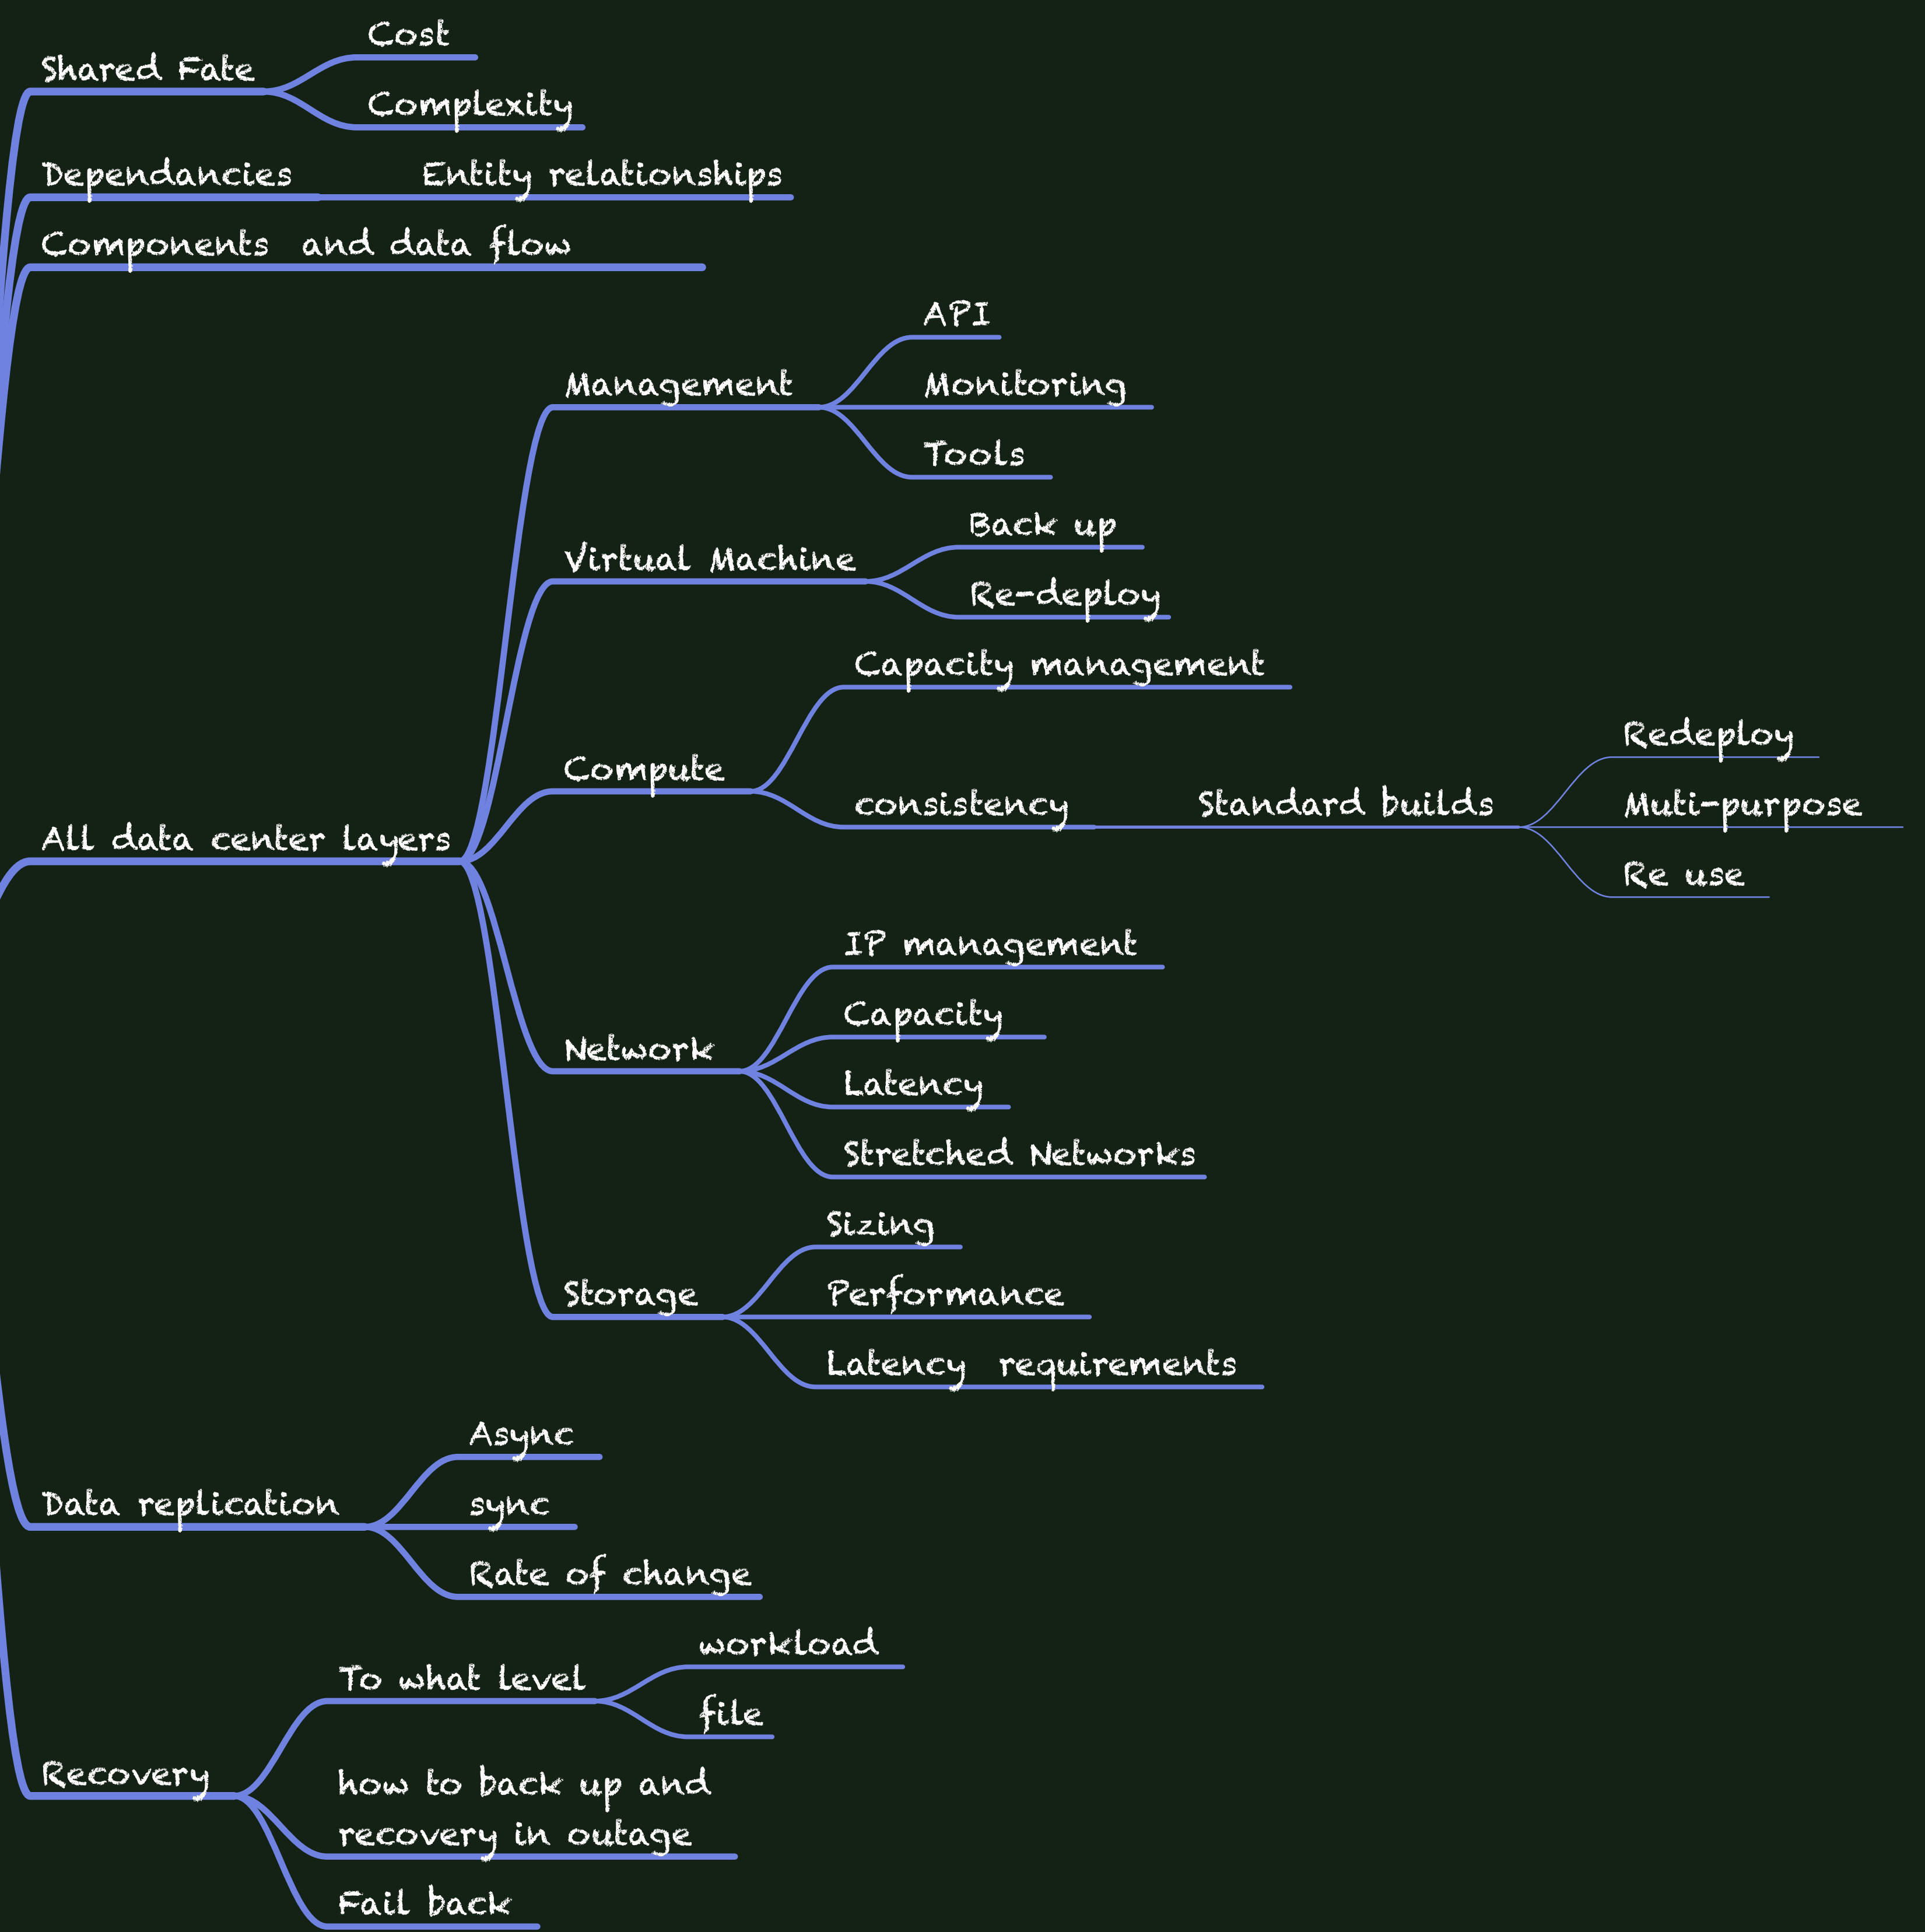 Cost
Shared Fate
Complexity
Dependancies
Entity relationships
Components and data flow
API
Management
Monitoring
Tools
Back up
Virtual Machine
Re-deploy
Capacity management
Compute
consistency
Standard builds
Redeploy
Muti-purpose
Re use
All data center layers
IP management
Capacity
Network
Latency
Stretched Networks
Sizing
Storage
Performance
Latency requirements
Async
Data replication
sync
Rate of change
workload
To what level
file
Recovery
how to back up and
recovery in outage
Fail back